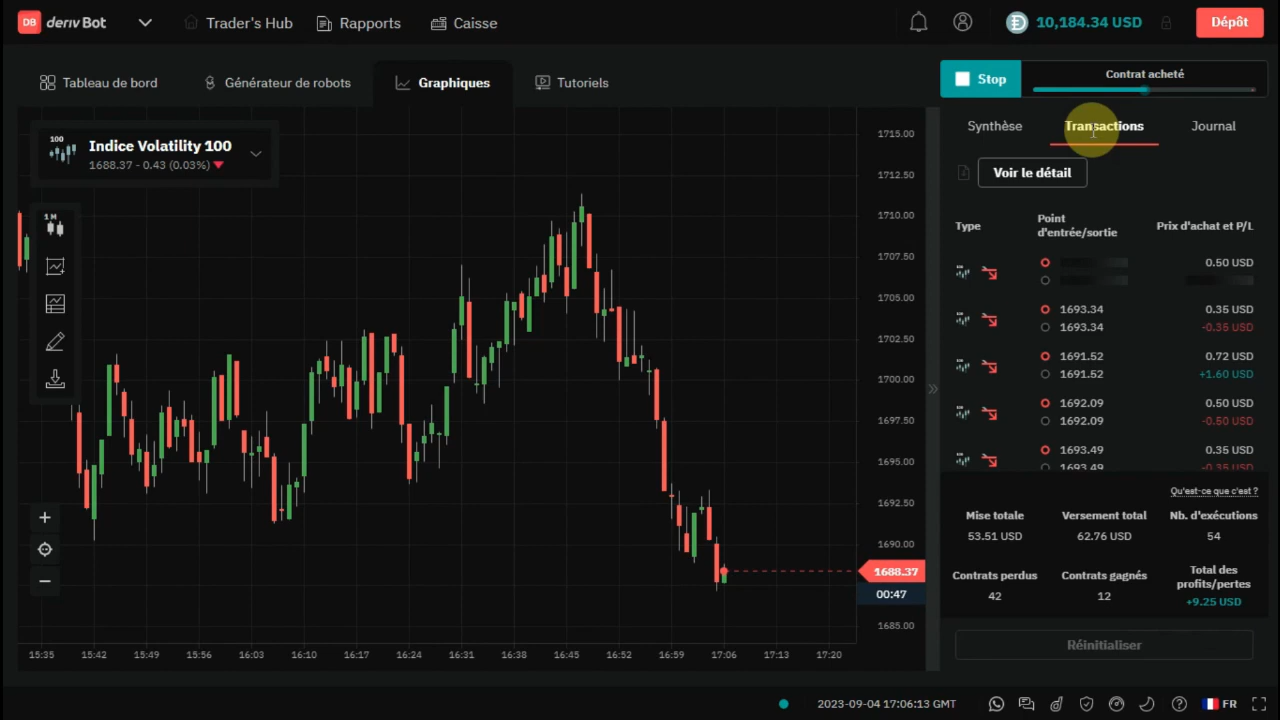 DB deriv Bot
Trader's Hub
Rapports
Caisse
10,184.34 USD
Dépôt
Tableau de bord
Générateur de robots
Graphiques
Tutoriels
Stop
Contrat acheté
100
Indice Volatility 100
1688.37 - 0.43 (0.03%)
1 M
1715.00
1712.50
1710.00
1707.50
1705.00
1702.50
1700.00
1697.50
1695.00
1692.50
1690.00
1688.37
00:47
1685.00
15:35 15:42 15:49 15:56 16:03 16:10 16:17 16:24 16:31 16:38 16:45 16:52 16:59 17:06 17:13 17:20
Synthèse Transactions Journal
Voir le détail
Type
Point
d'entrée/sortie
Prix d'achat et P/L
0.50 USD
1693.34 0.35 USD
1693.34 -0.35 USD
1691.52 0.72 USD
1691.52 +1.60 USD
1692.09 0.50 USD
1692.09 -0.50 USD
1693.49 0.35 USD
1693.49 -0.35 USD
Qu'est-ce que c'est ?
Mise totale Versement total Nb. d'exécutions
53.51 USD 62.76 USD 54
Contrats perdus Contrats gagnés Total des
profits/pertes
42 12 +9.25 USD
Réinitialiser
2023-09-04 17:06:13 GMT
FR